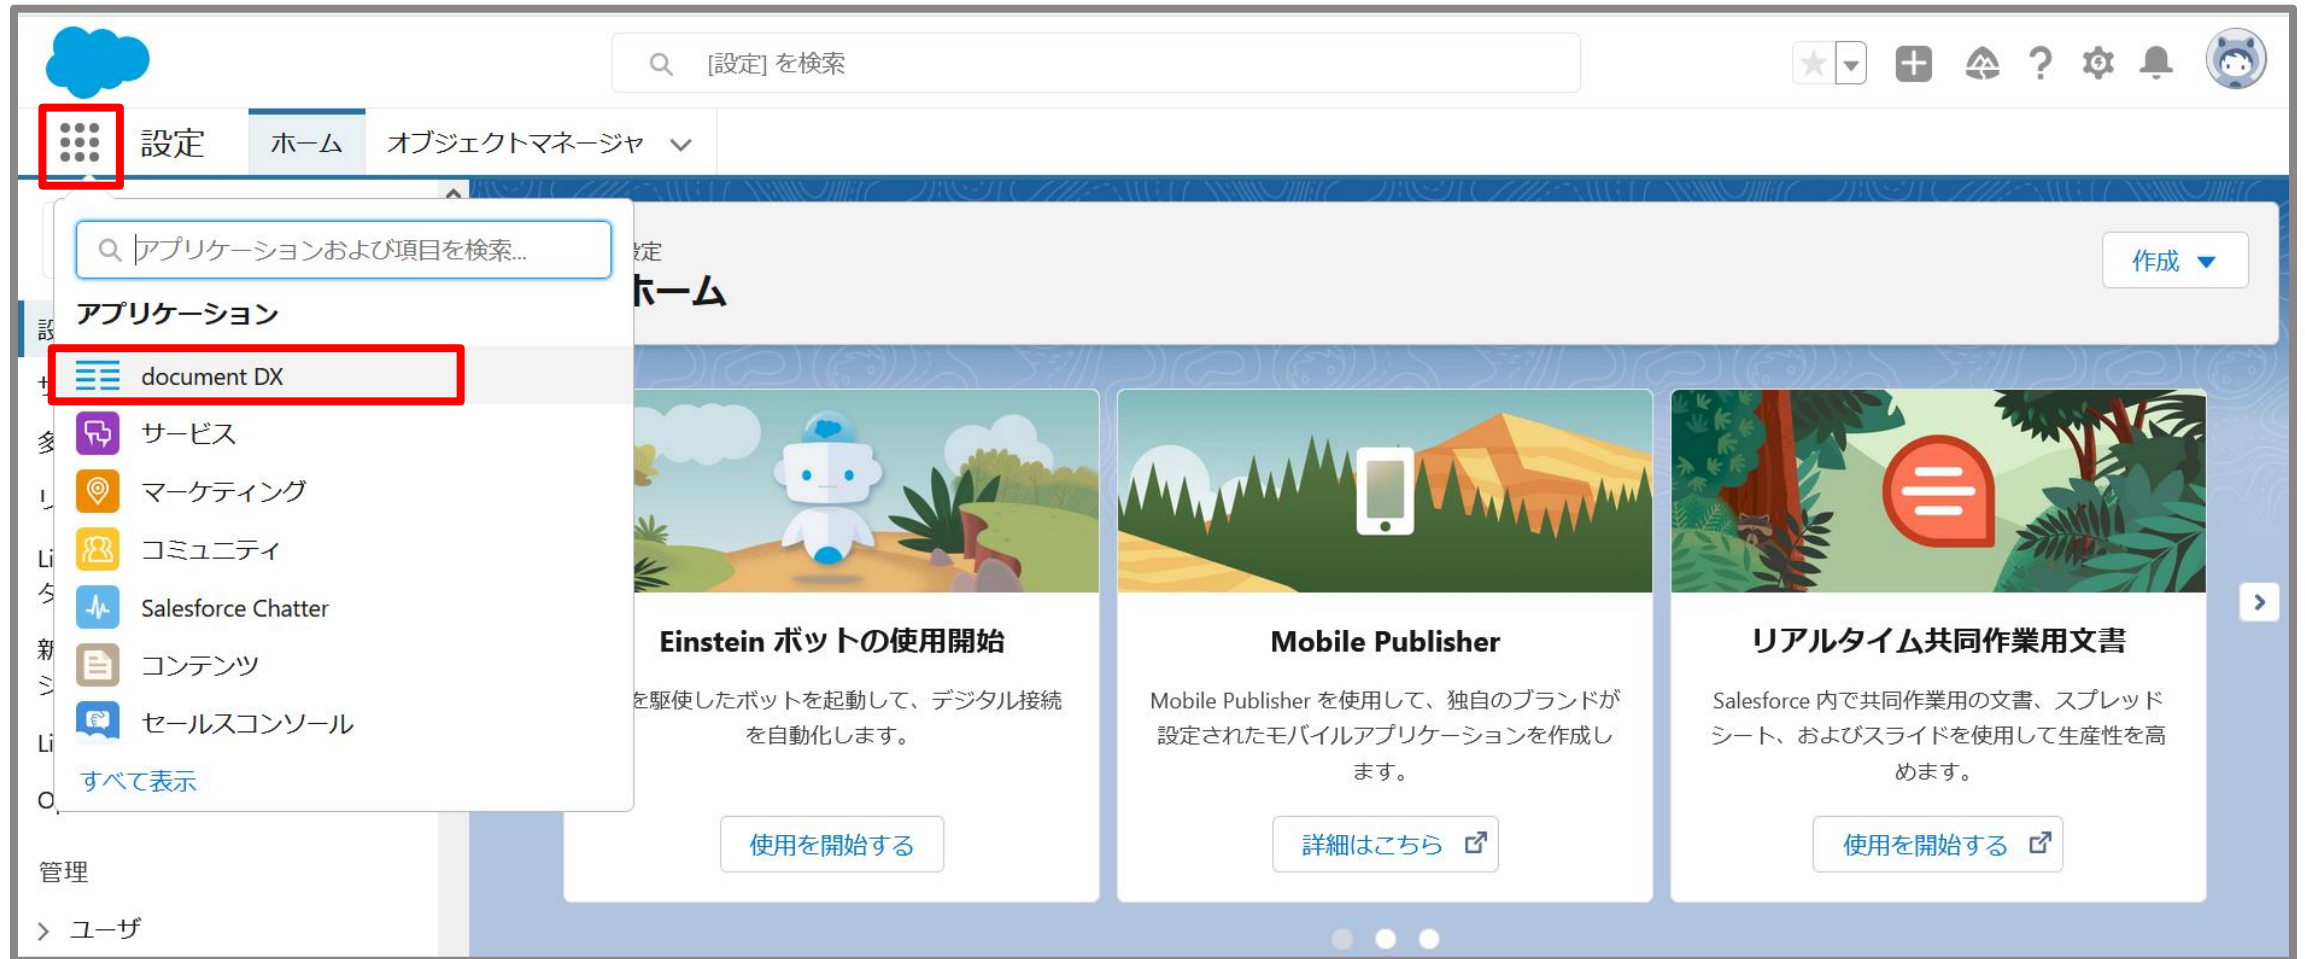 [設定] を検索
設定
ホーム
オブジェクトマネージャ
アプリケーションおよび項目を検索...
アプリケーション
document DX
サービス
マーケティング
コミュニティ
Salesforce Chatter
コンテンツ
セールスコンソール
すべて表示
管理
ユーザ
定
ホーム
作成
Einstein ボットの使用開始
を駆使したボットを起動して、デジタル接続
を自動化します。
使用を開始する
Mobile Publisher
Mobile Publisher を使用して、独自のブランドが
設定されたモバイルアプリケーションを作成し
ます。
詳細はこちら
リアルタイム共同作業用文書
Salesforce 内で共同作業用の文書、スプレッド
シート、およびスライドを使用して生産性を高
めます。
使用を開始する